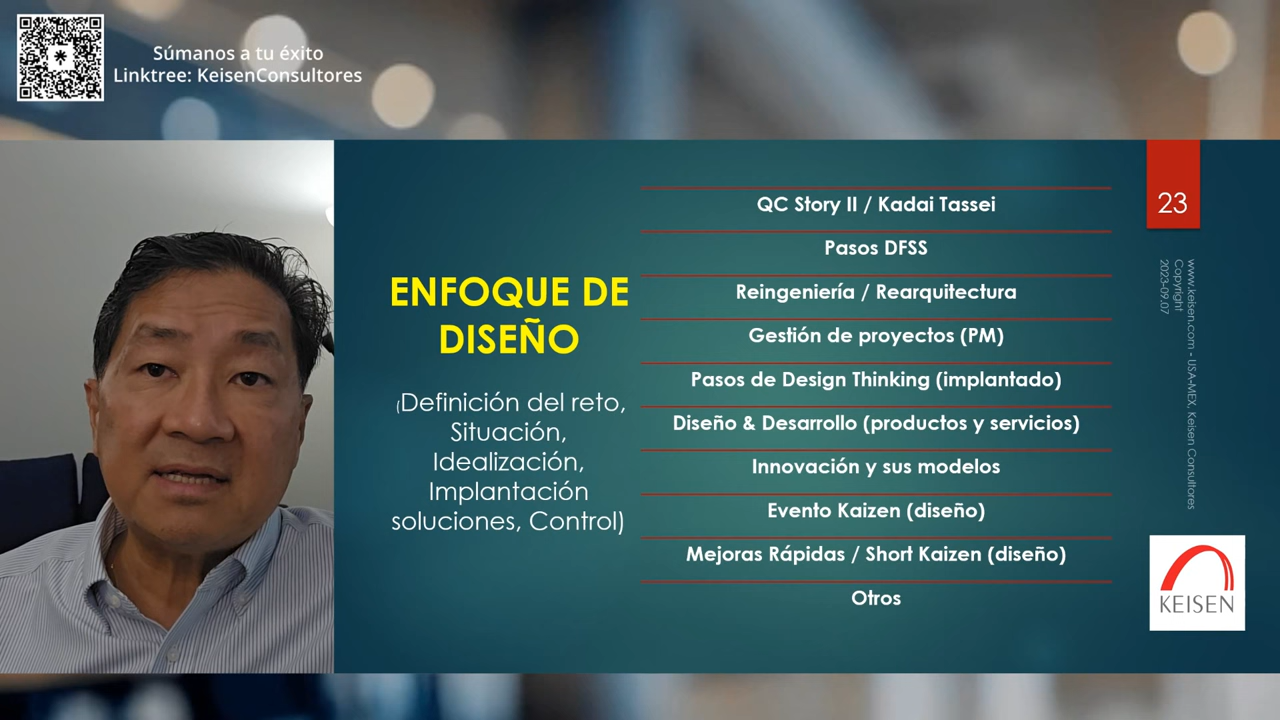 Súmanos a tu éxito
Linktree: KeisenConsultores
ENFOQUE DE
DISEÑO
(Definición del reto,
Situación,
Idealización,
Implantación
soluciones, Control)
QC Story II / Kadai Tassei
Pasos DFSS
Reingeniería / Rearquitectura
Gestión de proyectos (PM)
Pasos de Design Thinking (implantado)
Diseño & Desarrollo (productos y servicios)
Innovación y sus modelos
Evento Kaizen (diseño)
Mejoras Rápidas / Short Kaizen (diseño)
Otros
23
www.keisen.com - USA-MEX, Keisen Consultores
Copyright
2023-09.07
KEISEN